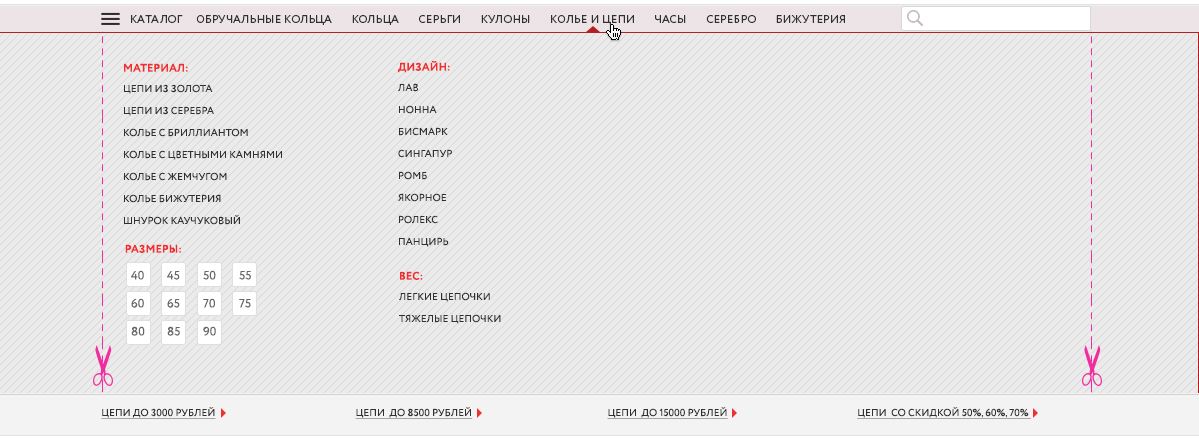 КАТАЛОГ ОБРУЧАЛЬНЫЕ КОЛЬЦА КОЛЬЦА СЕРЬГИ КУЛОНЫ КОЛЬЕ И ЦЕПИ ЧАСЫ СЕРЕБРО БИЖУТЕРИЯ
МАТЕРИАЛ:
ЦЕПИ ИЗ ЗОЛОТА
ЦЕПИ ИЗ СЕРЕБРА
КОЛЬЕ С БРИЛЛИАНТОМ
КОЛЬЕ С ЦВЕТНЫМИ КАМНЯМИ
КОЛЬЕ С ЖЕМЧУГОМ
КОЛЬЕ БИЖУТЕРИЯ
ШНУРОК КАУЧУКОВЫЙ
РАЗМЕРЫ:
40 45 50 55
60 65 70 75
80 85 90
ДИЗАЙН:
ЛАВ
НОННА
БИСМАРК
СИНГАПУР
РОМБ
ЯКОРНОЕ
РОЛЕКС
ПАНЦИРЬ
ВЕС:
ЛЕГКИЕ ЦЕПОЧКИ
ТЯЖЕЛЫЕ ЦЕПОЧКИ
ЦЕПИ ДО 3000 РУБЛЕЙ ЦЕПИ ДО 8500 РУБЛЕЙ ЦЕПИ ДО 15000 РУБЛЕЙ ЦЕПИ СО СКИДКОЙ 50%, 60%, 70%